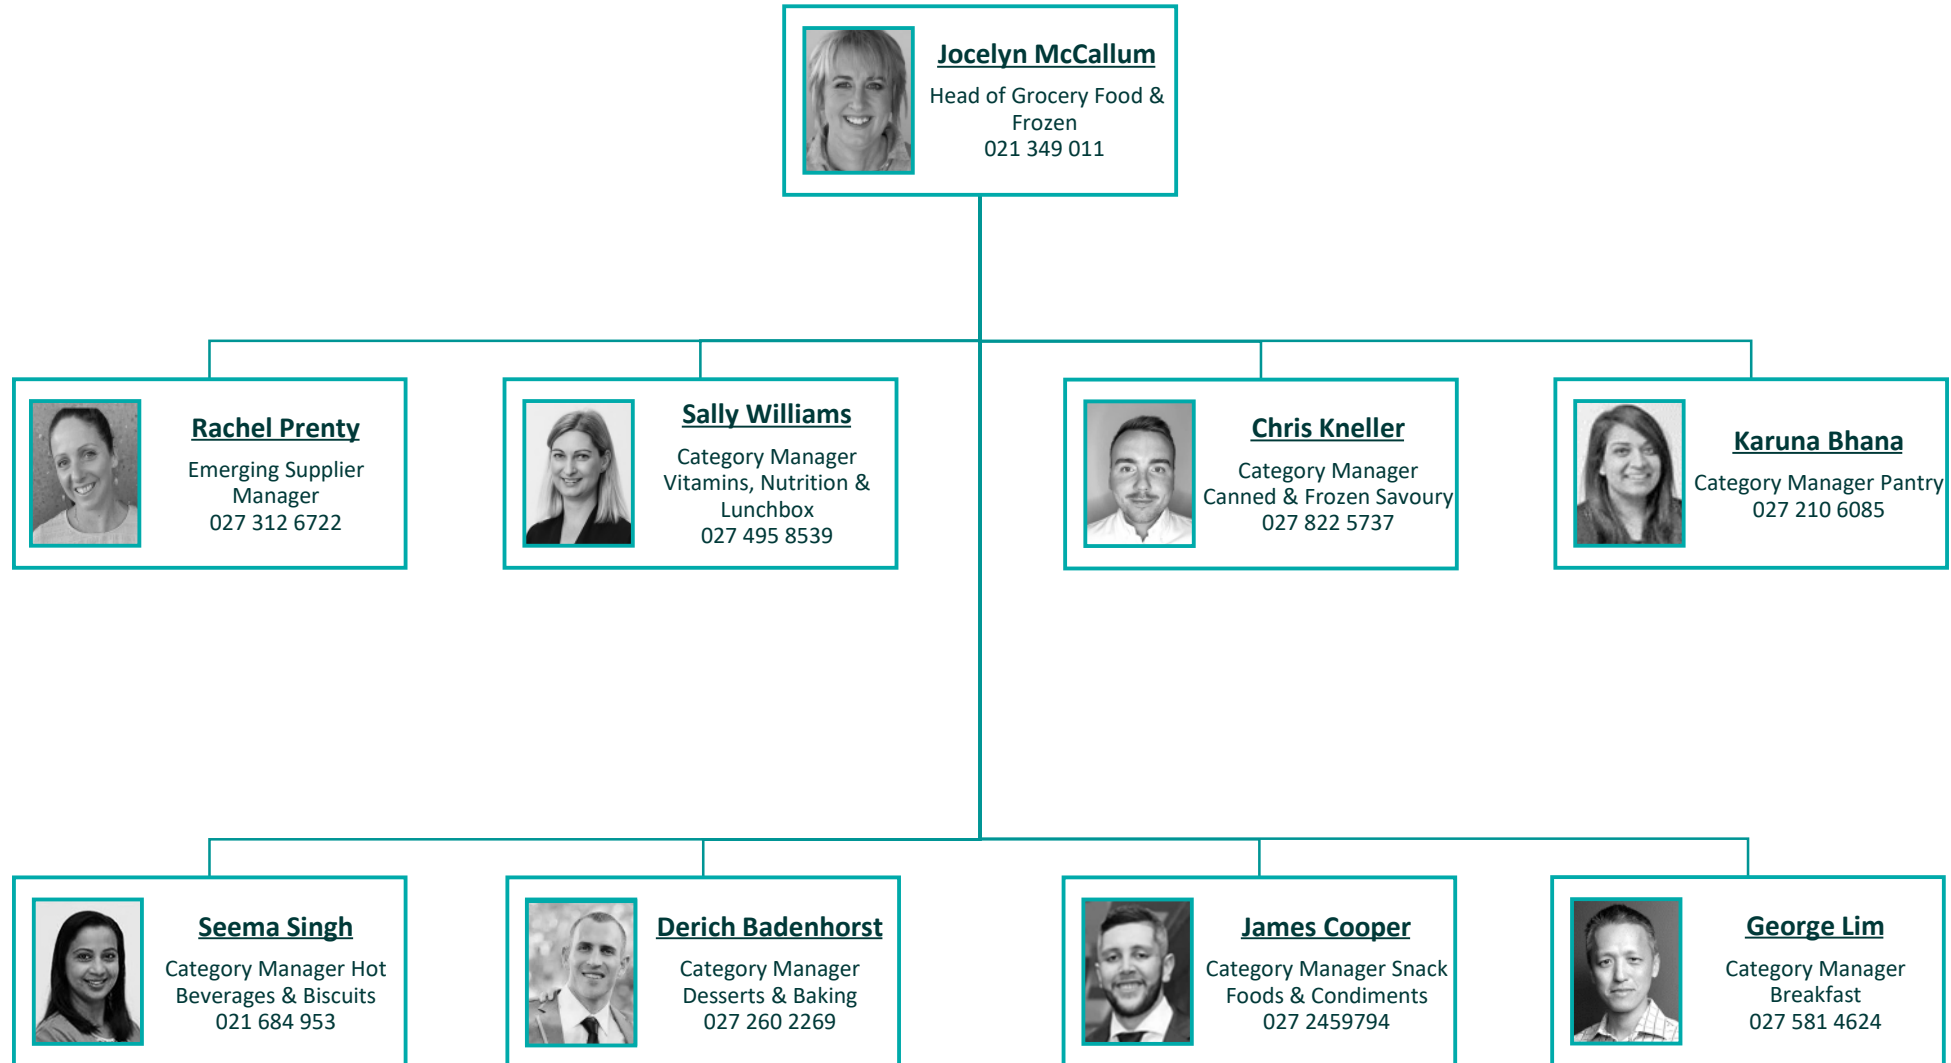 Jocelyn McCallum
Head of Grocery Food &
Frozen
021 349 011
Rachel Prenty
Emerging Supplier
Manager
027 312 6722
Sally Williams
Category Manager
Vitamins, Nutrition &
Lunchbox
027 495 8539
Chris Kneller
Category Manager
Canned & Frozen Savoury
027 822 5737
Karuna Bhana
Category Manager Pantry
027 210 6085
Seema Singh
Category Manager Hot
Beverages & Biscuits
021 684 953
Derich Badenhorst
Category Manager
Desserts & Baking
027 260 2269
James Cooper
Category Manager Snack
Foods & Condiments
027 2459794
George Lim
Category Manager
Breakfast
027 581 4624